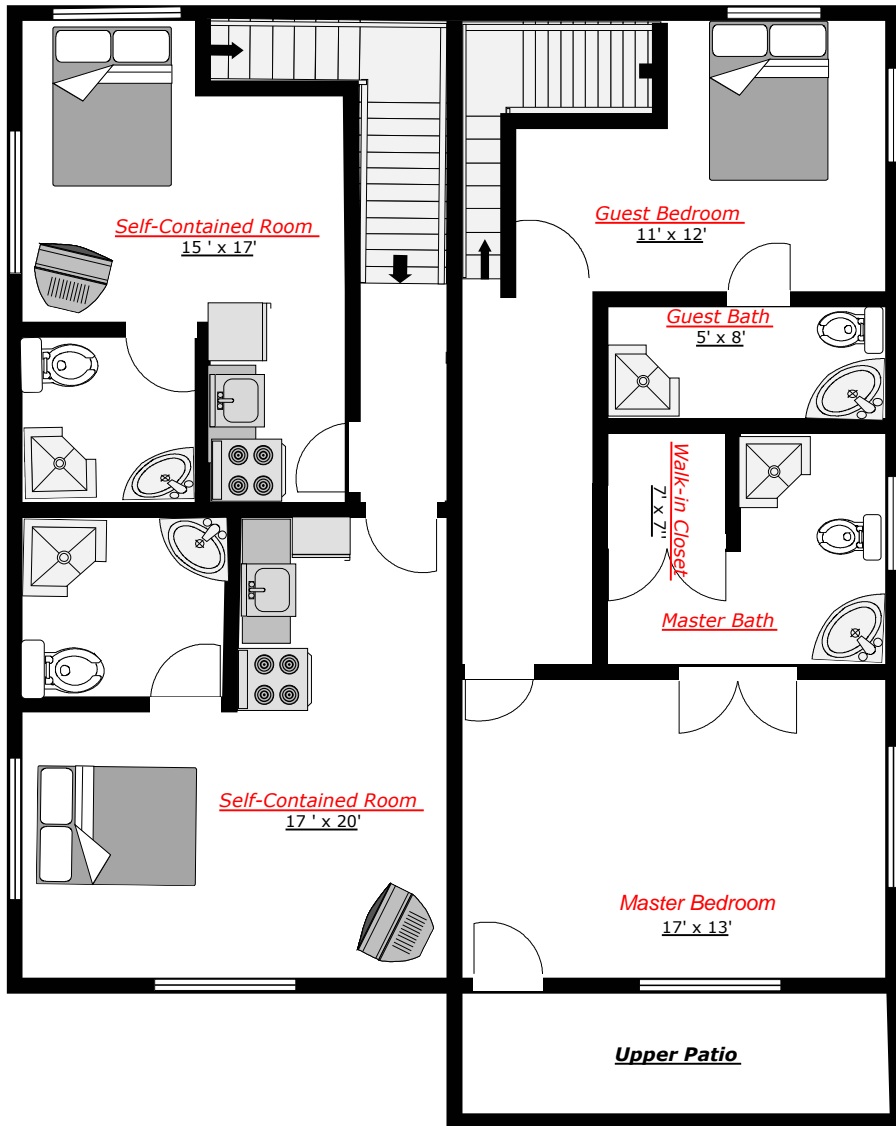 Self-Contained Room
15 ' x 17'
Guest Bedroom
11' x 12'
Guest Bath
5' x 8'
Walk-in Closet
7' x 7"
Master Bath
Self-Contained Room
17 ' x 20'
Master Bedroom
17' x 13'
Upper Patio